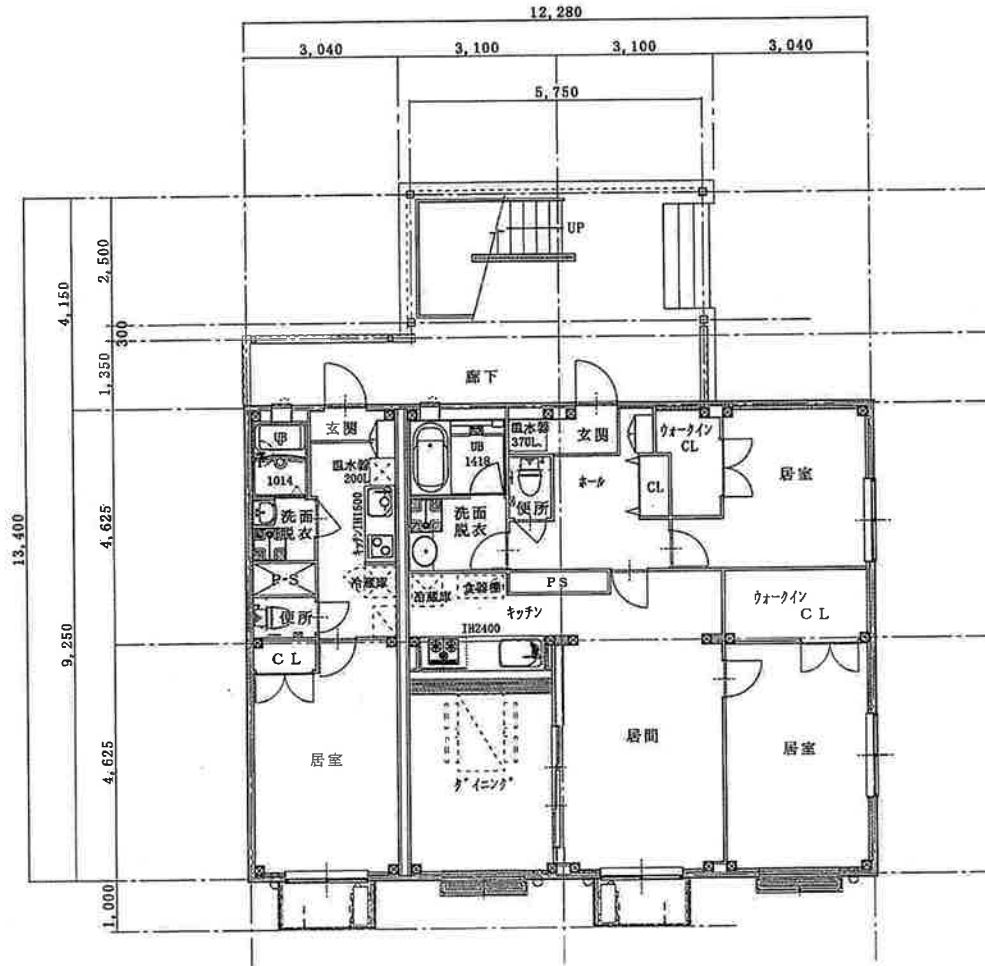 12,280
3,040
3,100
3,100
3,040
5,750
UP
2,500
4,150
300
1,350
廊下
13,400
玄関
UB
1014
温水器
200L
キッチンIH1500
洗面
脱衣
冷蔵庫
P-S
便所
CL
居室
UB
1418
温水器
370L
玄関
便所
ホール
CL
ウォークイン
CL
居室
洗面
脱衣
冷蔵庫
食器棚
PS
キッチン
IH2400
ウォークイン
CL
4,625
9,250
4,625
ダイニング
居間
居室
1,000